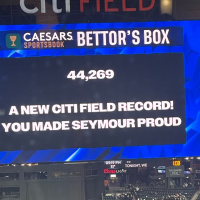 CITI FIELD
CAESARS
SPORTSBOOK
BETTOR'S BOX
44,269
A NEW CITI FIELD RECORD!
YOU MADE SEYMOUR PROUD